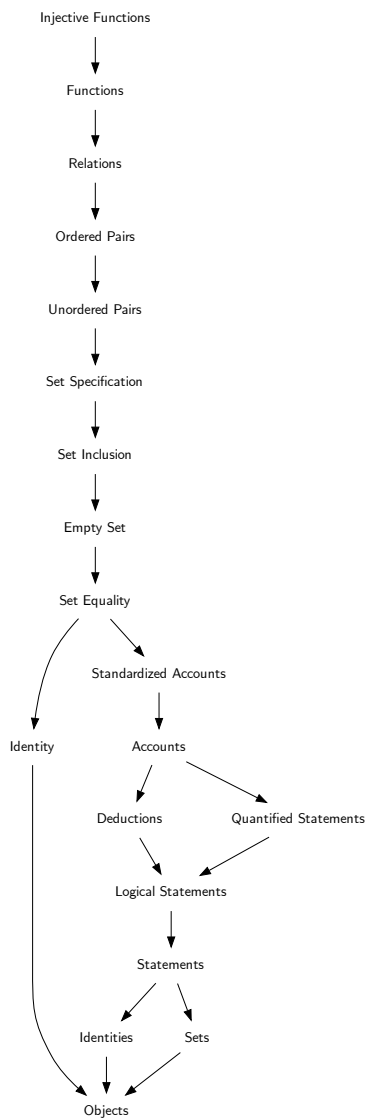 Injective Functions
Functions
Relations
Ordered Pairs
Unordered Pairs
Set Specification
Set Inclusion
Empty Set
Set Equality
Standardized Accounts
Identity
Accounts
Deductions
Quantified Statements
Logical Statements
Statements
Identities
Sets
Objects